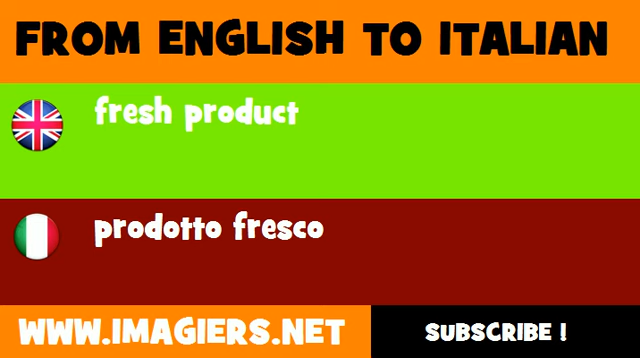 FROM ENGLISH TO ITALIAN
fresh product
prodotto fresco
WWW.IMAGIERS.NET
SUBSCRIBE !